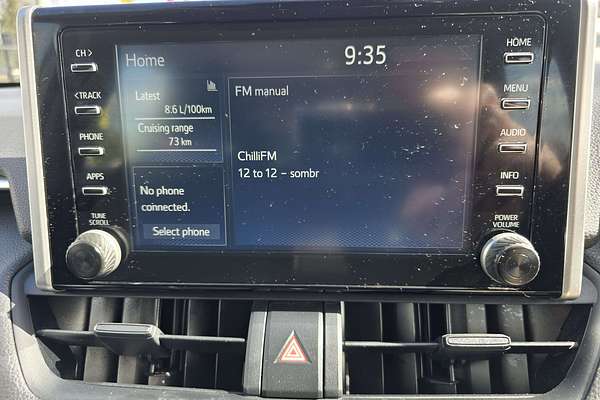 CH >
< TRACK
PHONE
APPS
TUNE
SCROLL
Home
9:35
Latest
8.6 L/100km
Cruising range
73 km
No phone
connected.
Select phone
FM manual
ChilliFM
12 to 12 – sombr
HOME
MENU
AUDIO
INFO
POWER
VOLUME